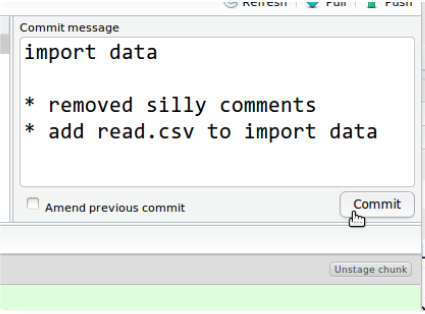 Refresh Pull Push
Commit message
import data
* removed silly comments
* add read.csv to import data
Amend previous commit
Commit
Unstage chunk